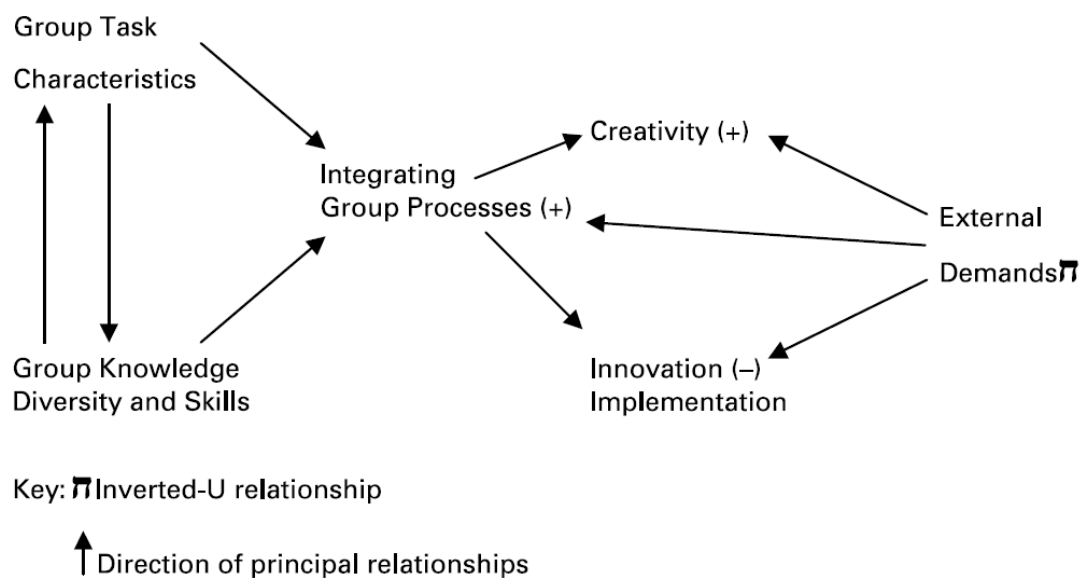 Group Task
Characteristics
Creativity (+)
Integrating
Group Processes (+)
External
Demandsת
Group Knowledge
Diversity and Skills
Innovation (–)
Implementation
Key: ת Inverted-U relationship
Direction of principal relationships